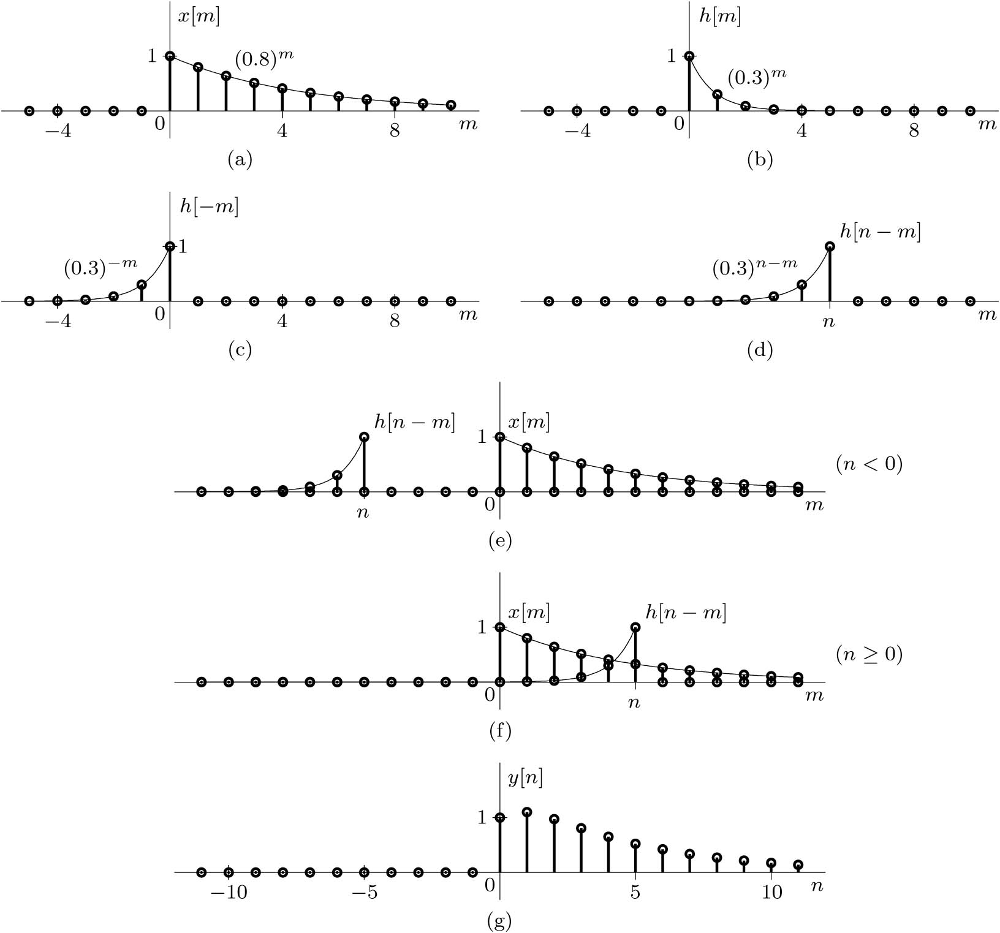 x[m] h[m]
1 (0.8)^m 1 (0.3)^m
−4 0 4 8 m −4 0 4 8 m
(a) (b)
h[−m]
(0.3)^{−m} 1 (0.3)^{n−m} h[n − m]
−4 0 4 8 m n m
(c) (d)
h[n − m] 1 x[m] (n < 0)
n 0 m
(e)
1 x[m] h[n − m] (n ≥ 0)
0 n m
(f)
y[n]
1
−10 −5 0 5 10 n
(g)